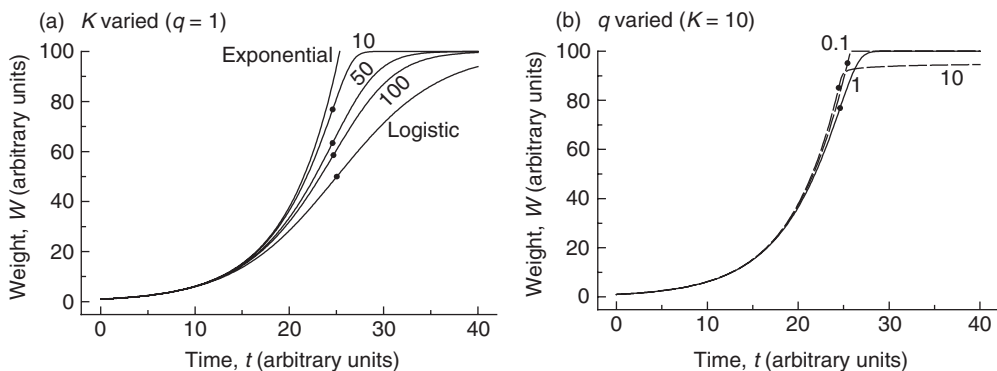 (a) K varied (q = 1)
Weight, W (arbitrary units)
100
80
60
40
20
0
Exponential
10
50
100
Logistic
0 10 20 30 40
Time, t (arbitrary units)
(b) q varied (K = 10)
Weight, W (arbitrary units)
100
80
60
40
20
0
0.1
1
10
0 10 20 30 40
Time, t (arbitrary units)